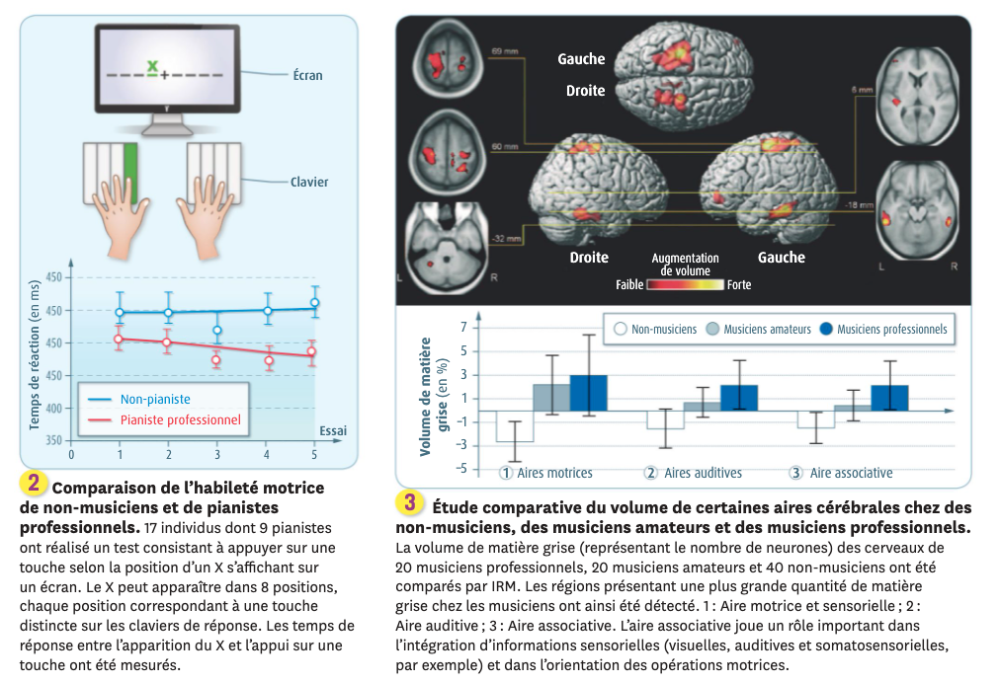 X
+
Écran
Clavier
Temps de réaction (en ms)
450
450
450
450
400
350
0
1
2
3
4
5
Essai
Non-pianiste
Pianiste professionnel
2 Comparaison de l’habileté motrice
de non-musiciens et de pianistes
professionnels. 17 individus dont 9 pianistes
ont réalisé un test consistant à appuyer sur une
touche selon la position d’un X s’affichant sur
un écran. Le X peut apparaître dans 8 positions,
chaque position correspondant à une touche
distincte sur les claviers de réponse. Les temps de
réponse entre l’apparition du X et l’appui sur une
touche ont été mesurés.
69 mm
60 mm
-32 mm
L
R
Gauche
Droite
6 mm
-18 mm
L
R
Droite
Gauche
Augmentation
de volume
Faible
Forte
Volume de matière
grise (en %)
7
5
3
1
–1
–3
–5
Non-musiciens
Musiciens amateurs
Musiciens professionnels
1 Aires motrices
2 Aires auditives
3 Aire associative
3 Étude comparative du volume de certaines aires cérébrales chez des
non-musiciens, des musiciens amateurs et des musiciens professionnels.
La volume de matière grise (représentant le nombre de neurones) des cerveaux de
20 musiciens professionnels, 20 musiciens amateurs et 40 non-musiciens ont été
comparés par IRM. Les régions présentant une plus grande quantité de matière
grise chez les musiciens ont ainsi été détecté. 1 : Aire motrice et sensorielle ; 2 :
Aire auditive ; 3 : Aire associative. L’aire associative joue un rôle important dans
l’intégration d’informations sensorielles (visuelles, auditives et somatosensorielles,
par exemple) et dans l’orientation des opérations motrices.